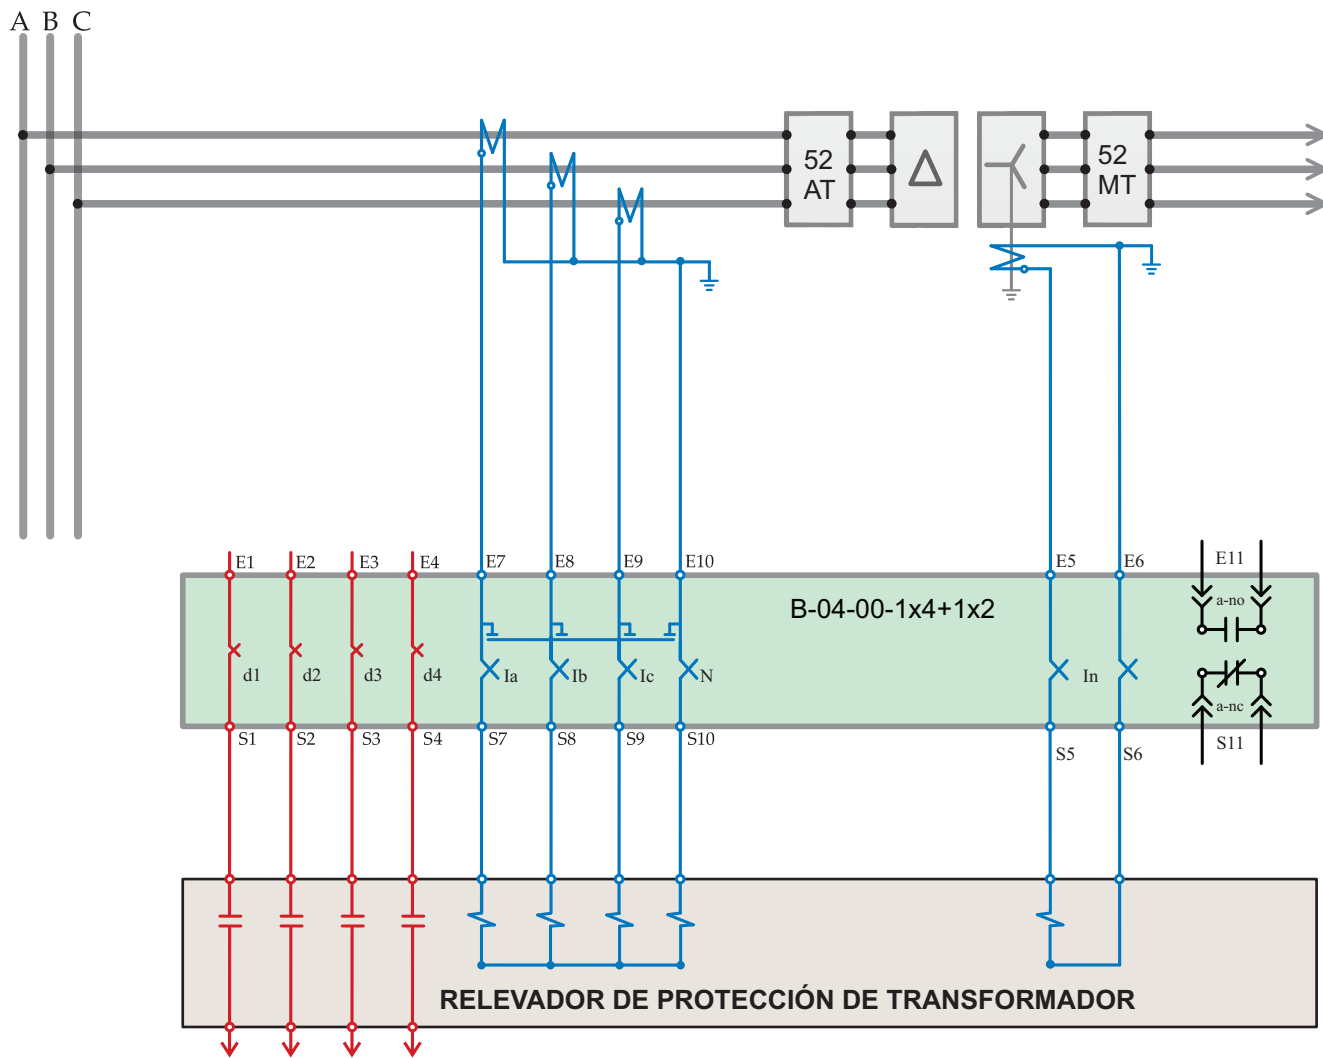 A B C
52
AT
Δ
52
MT
E1 E2 E3 E4 E7 E8 E9 E10 E5 E6 E11
B-04-00-1x4+1x2
a-no
d1 d2 d3 d4 Ia Ib Ic N In
a-nc
S1 S2 S3 S4 S7 S8 S9 S10 S5 S6 S11
RELEVADOR DE PROTECCIÓN DE TRANSFORMADOR